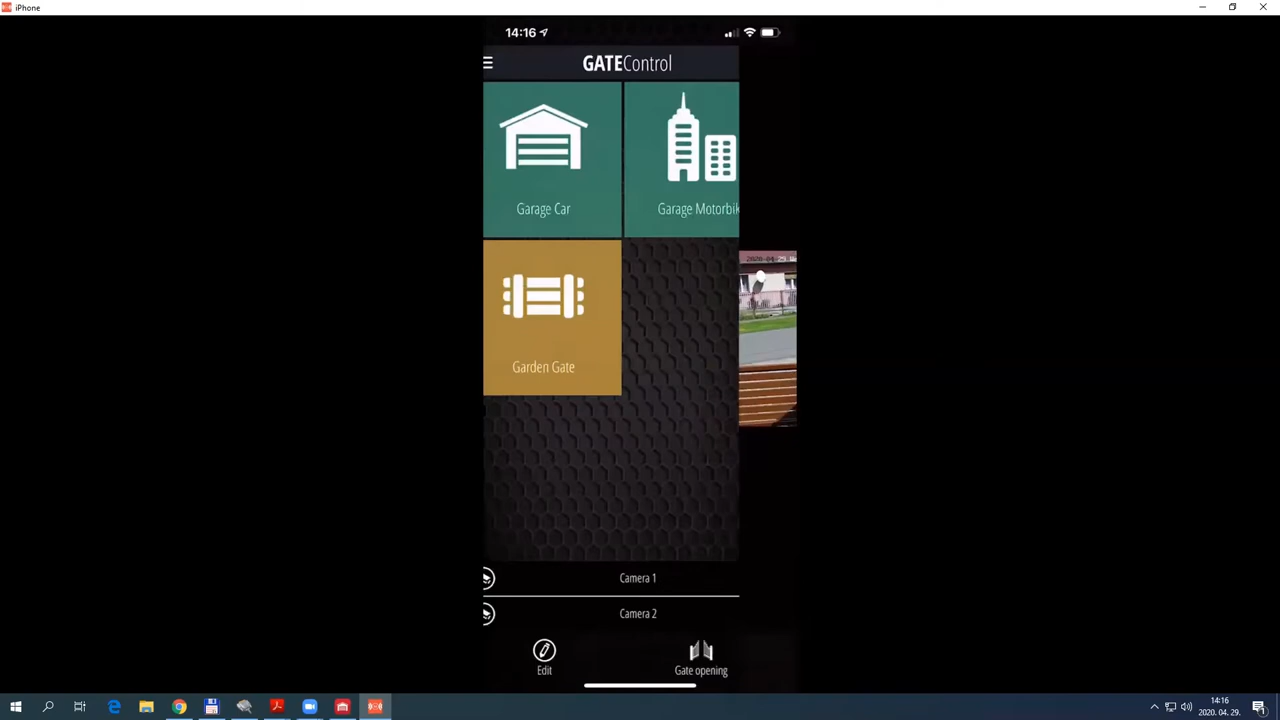 iPhone
14:16
GATEControl
Garage Car
Garage Motorbik
Garden Gate
Camera 1
Camera 2
Edit
Gate opening
14:16
2020. 04. 29.